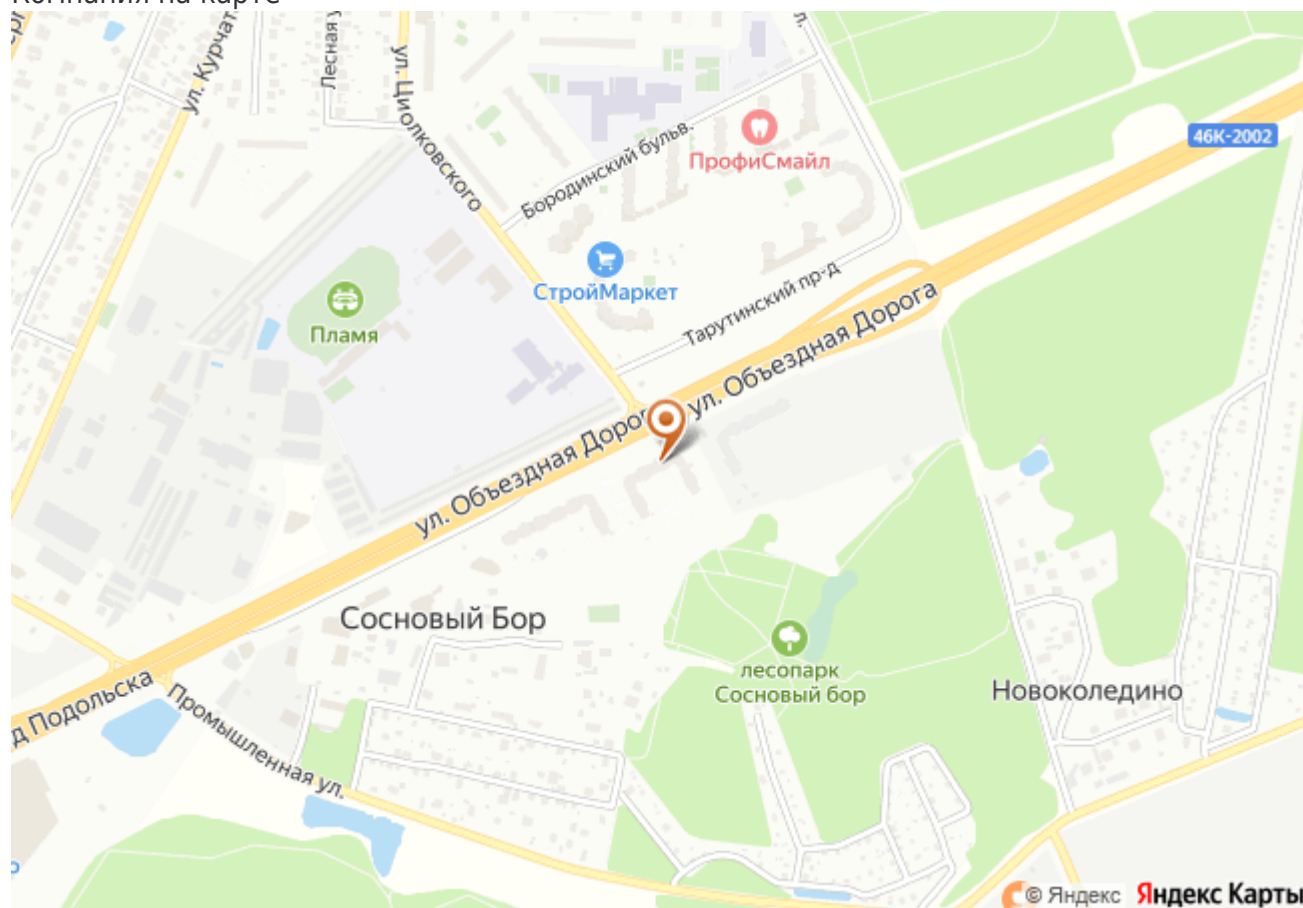 Компания на карте
ул. Курчат
Лесная у
ул. Циолковского
Бородинский бульв.
ПрофиСмайл
46К-2002
СтройМаркет
Пламя
Тарутинский пр-д
ул. Объездная Дорога
ул. Объездная Дорог
Сосновый Бор
лесопарк
Сосновый бор
Новоколедино
д Подольска
Промышленная ул.
© Яндекс Яндекс Карты